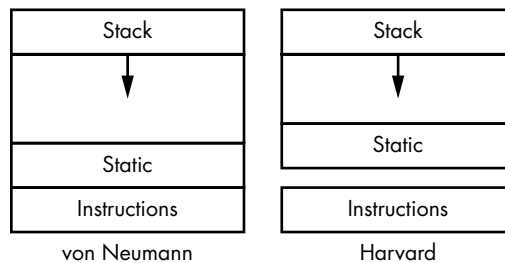 Stack
Static
Instructions
von Neumann
Stack
Static
Instructions
Harvard